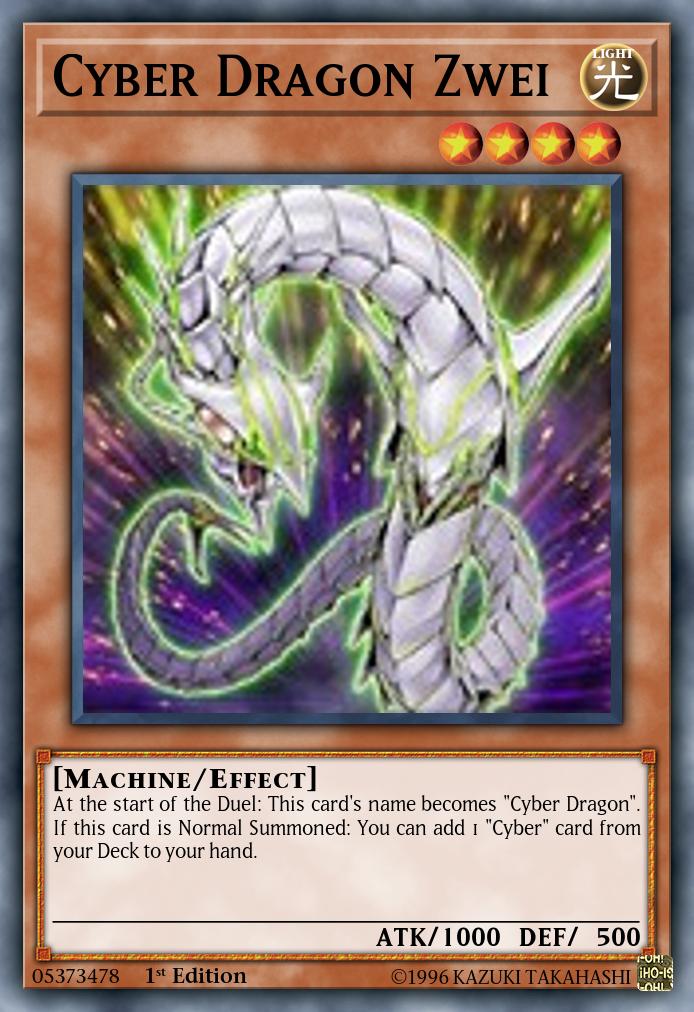 CYBER DRAGON ZWEI
LIGHT
光
[MACHINE/EFFECT]
At the start of the Duel: This card's name becomes "Cyber Dragon".
If this card is Normal Summoned: You can add 1 "Cyber" card from
your Deck to your hand.
ATK/1000 DEF/ 500
05373478 1st Edition ©1996 KAZUKI TAKAHASHI